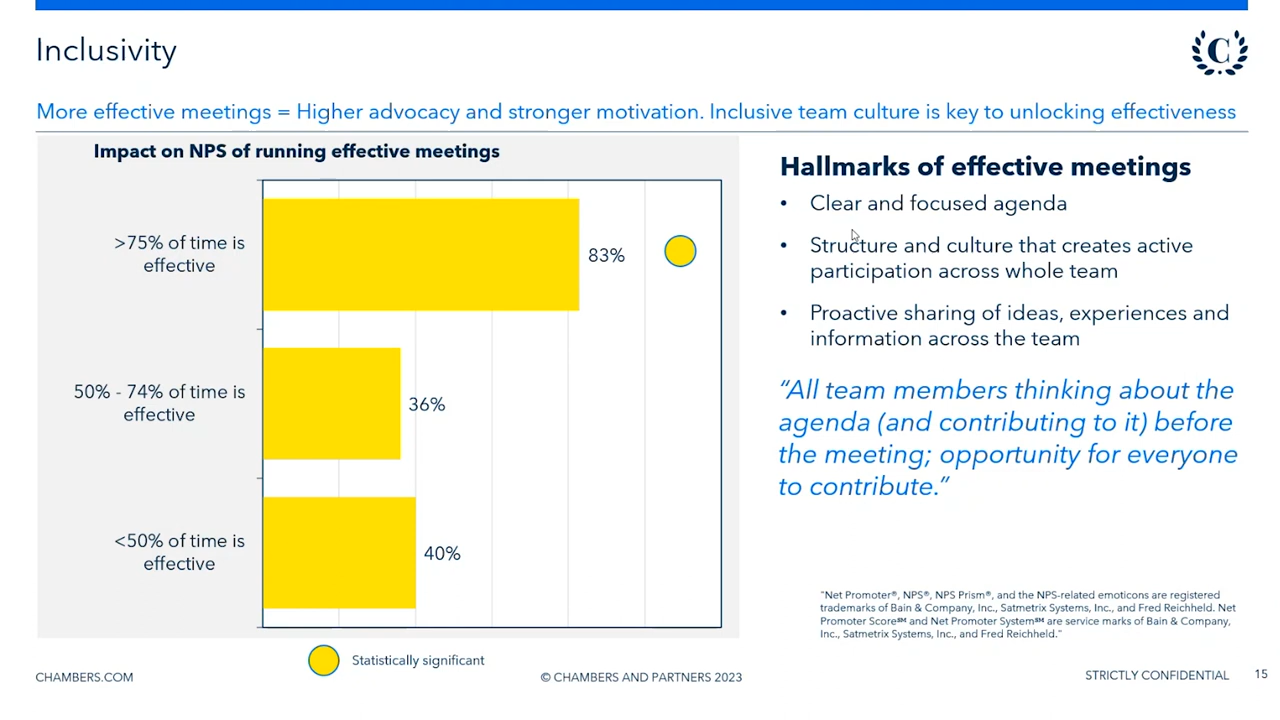 Inclusivity
C
More effective meetings = Higher advocacy and stronger motivation. Inclusive team culture is key to unlocking effectiveness
Impact on NPS of running effective meetings
>75% of time is
effective
83%
50% - 74% of time is
effective
36%
<50% of time is
effective
40%
Statistically significant
Hallmarks of effective meetings
• Clear and focused agenda
• Structure and culture that creates active
participation across whole team
• Proactive sharing of ideas, experiences and
information across the team
“All team members thinking about the
agenda (and contributing to it) before
the meeting; opportunity for everyone
to contribute.”
"Net Promoter®, NPS®, NPS Prism®, and the NPS-related emoticons are registered
trademarks of Bain & Company, Inc., Satmetrix Systems, Inc., and Fred Reichheld. Net
Promoter Score℠ and Net Promoter System℠ are service marks of Bain & Company,
Inc., Satmetrix Systems, Inc., and Fred Reichheld."
CHAMBERS.COM
© CHAMBERS AND PARTNERS 2023
STRICTLY CONFIDENTIAL
15